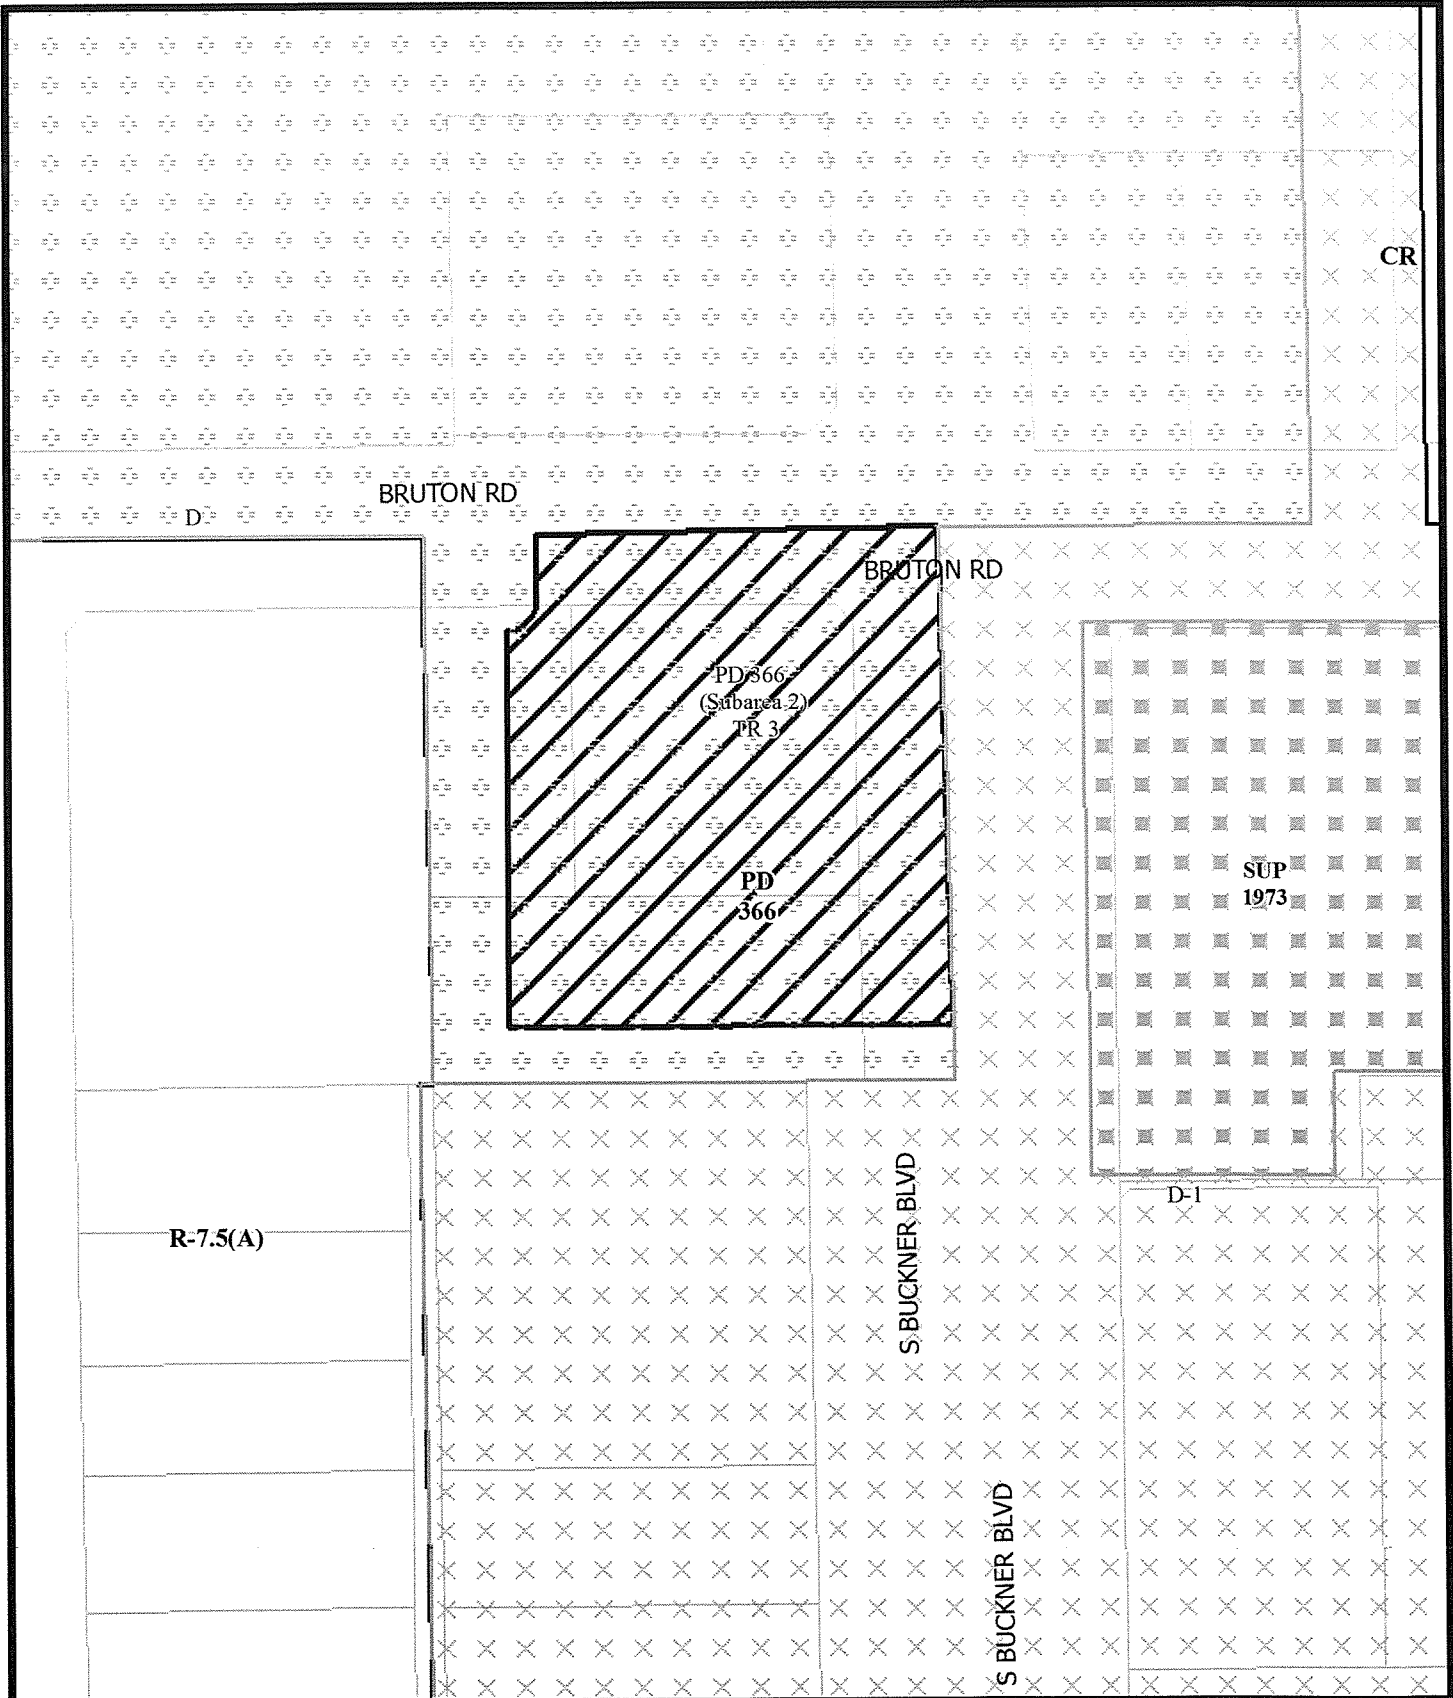 CR
BRUTON RD
D
BRUTON RD
PD 366
(Subarea 2)
TR 3
SUP
1973
PD
366
D-1
S BUCKNER BLVD
R-7.5(A)
S BUCKNER BLVD